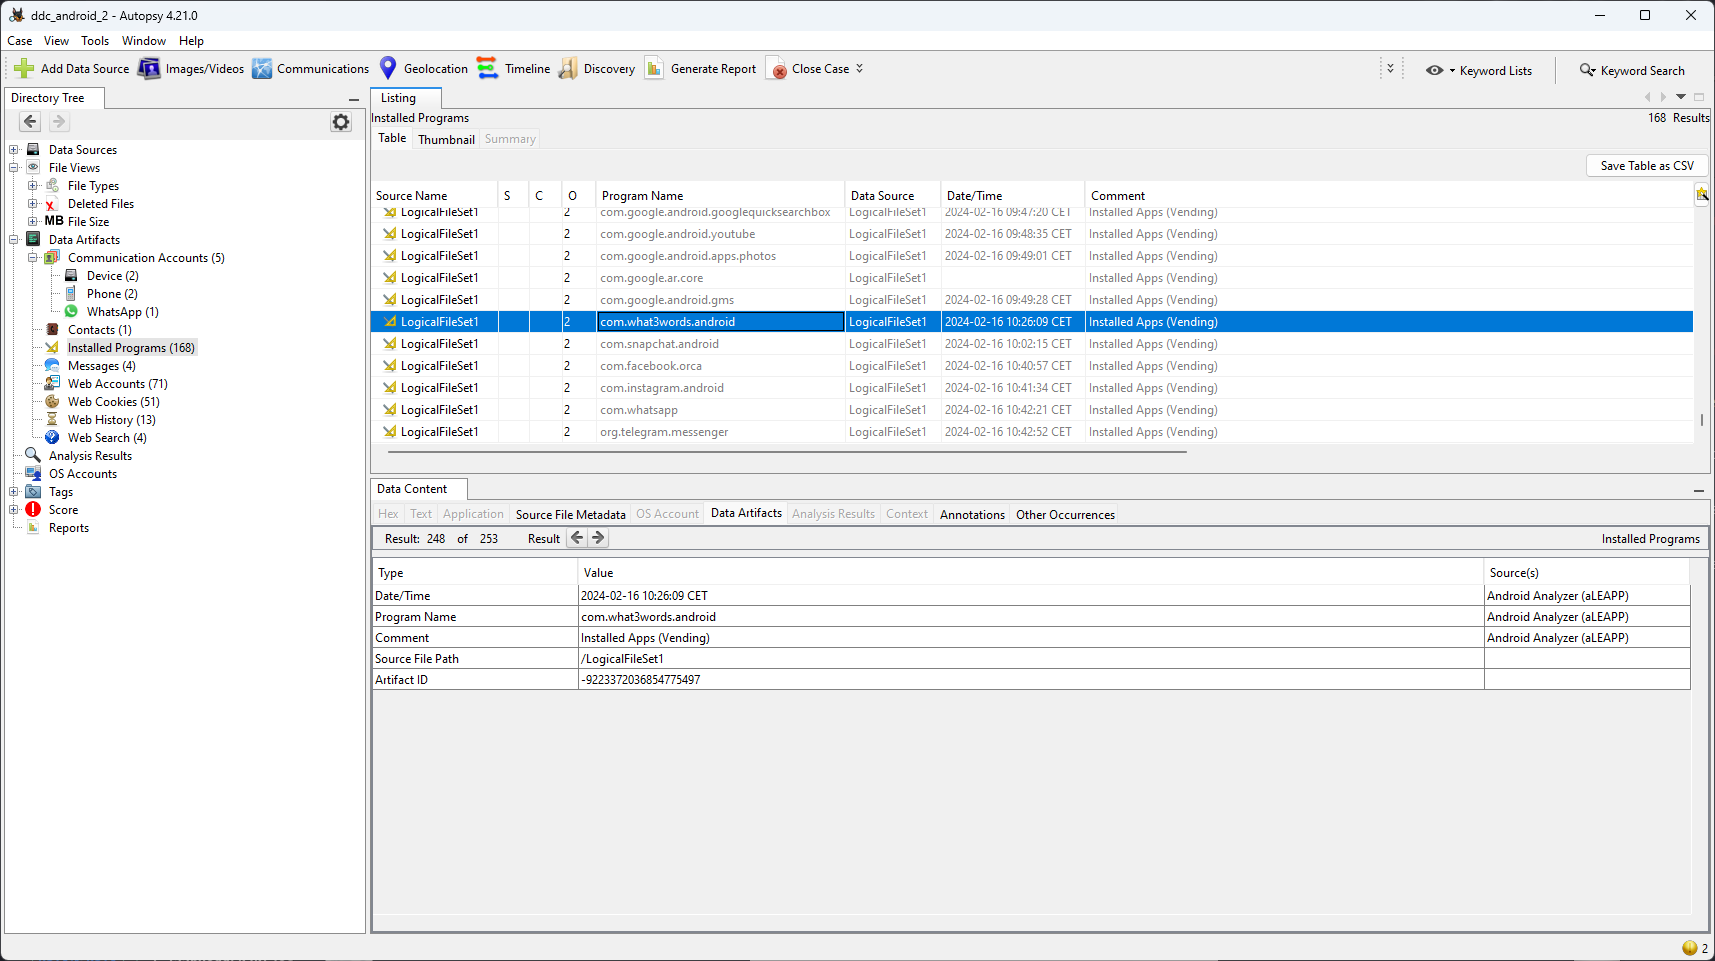 ddc_android_2 - Autopsy 4.21.0
Case View Tools Window Help
Add Data Source Images/Videos Communications Geolocation Timeline Discovery Generate Report Close Case Keyword Lists Keyword Search
Directory Tree
Data Sources
File Views
File Types
Deleted Files
MB File Size
Data Artifacts
Communication Accounts (5)
Device (2)
Phone (2)
WhatsApp (1)
Contacts (1)
Installed Programs (168)
Messages (4)
Web Accounts (71)
Web Cookies (51)
Web History (13)
Web Search (4)
Analysis Results
OS Accounts
Tags
Score
Reports
Listing
Installed Programs 168 Results
Table Thumbnail Summary
Save Table as CSV
Source Name S C O Program Name Data Source Date/Time Comment
LogicalFileSet1 2 com.google.android.googlequicksearchbox LogicalFileSet1 2024-02-16 09:47:20 CET Installed Apps (Vending)
LogicalFileSet1 2 com.google.android.youtube LogicalFileSet1 2024-02-16 09:48:35 CET Installed Apps (Vending)
LogicalFileSet1 2 com.google.android.apps.photos LogicalFileSet1 2024-02-16 09:49:01 CET Installed Apps (Vending)
LogicalFileSet1 2 com.google.ar.core LogicalFileSet1 Installed Apps (Vending)
LogicalFileSet1 2 com.google.android.gms LogicalFileSet1 2024-02-16 09:49:28 CET Installed Apps (Vending)
LogicalFileSet1 2 com.what3words.android LogicalFileSet1 2024-02-16 10:26:09 CET Installed Apps (Vending)
LogicalFileSet1 2 com.snapchat.android LogicalFileSet1 2024-02-16 10:02:15 CET Installed Apps (Vending)
LogicalFileSet1 2 com.facebook.orca LogicalFileSet1 2024-02-16 10:40:57 CET Installed Apps (Vending)
LogicalFileSet1 2 com.instagram.android LogicalFileSet1 2024-02-16 10:41:34 CET Installed Apps (Vending)
LogicalFileSet1 2 com.whatsapp LogicalFileSet1 2024-02-16 10:42:21 CET Installed Apps (Vending)
LogicalFileSet1 2 org.telegram.messenger LogicalFileSet1 2024-02-16 10:42:52 CET Installed Apps (Vending)
Data Content
Hex Text Application Source File Metadata OS Account Data Artifacts Analysis Results Context Annotations Other Occurrences
Result: 248 of 253 Result Installed Programs
Type Value Source(s)
Date/Time 2024-02-16 10:26:09 CET Android Analyzer (aLEAPP)
Program Name com.what3words.android Android Analyzer (aLEAPP)
Comment Installed Apps (Vending) Android Analyzer (aLEAPP)
Source File Path /LogicalFileSet1
Artifact ID -9223372036854775497
2